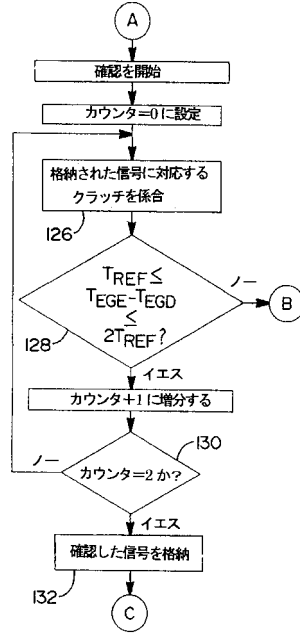 A
確認を開始
カウンタ=0に設定
格納された信号に対応する
クラッチを係合
126
TREF≤
TEGE-TEGD
≤
2TREF?
ノー
B
128
イエス
カウンタ+1に増分する
130
ノー
カウンタ=2か?
イエス
確認した信号を格納
132
C